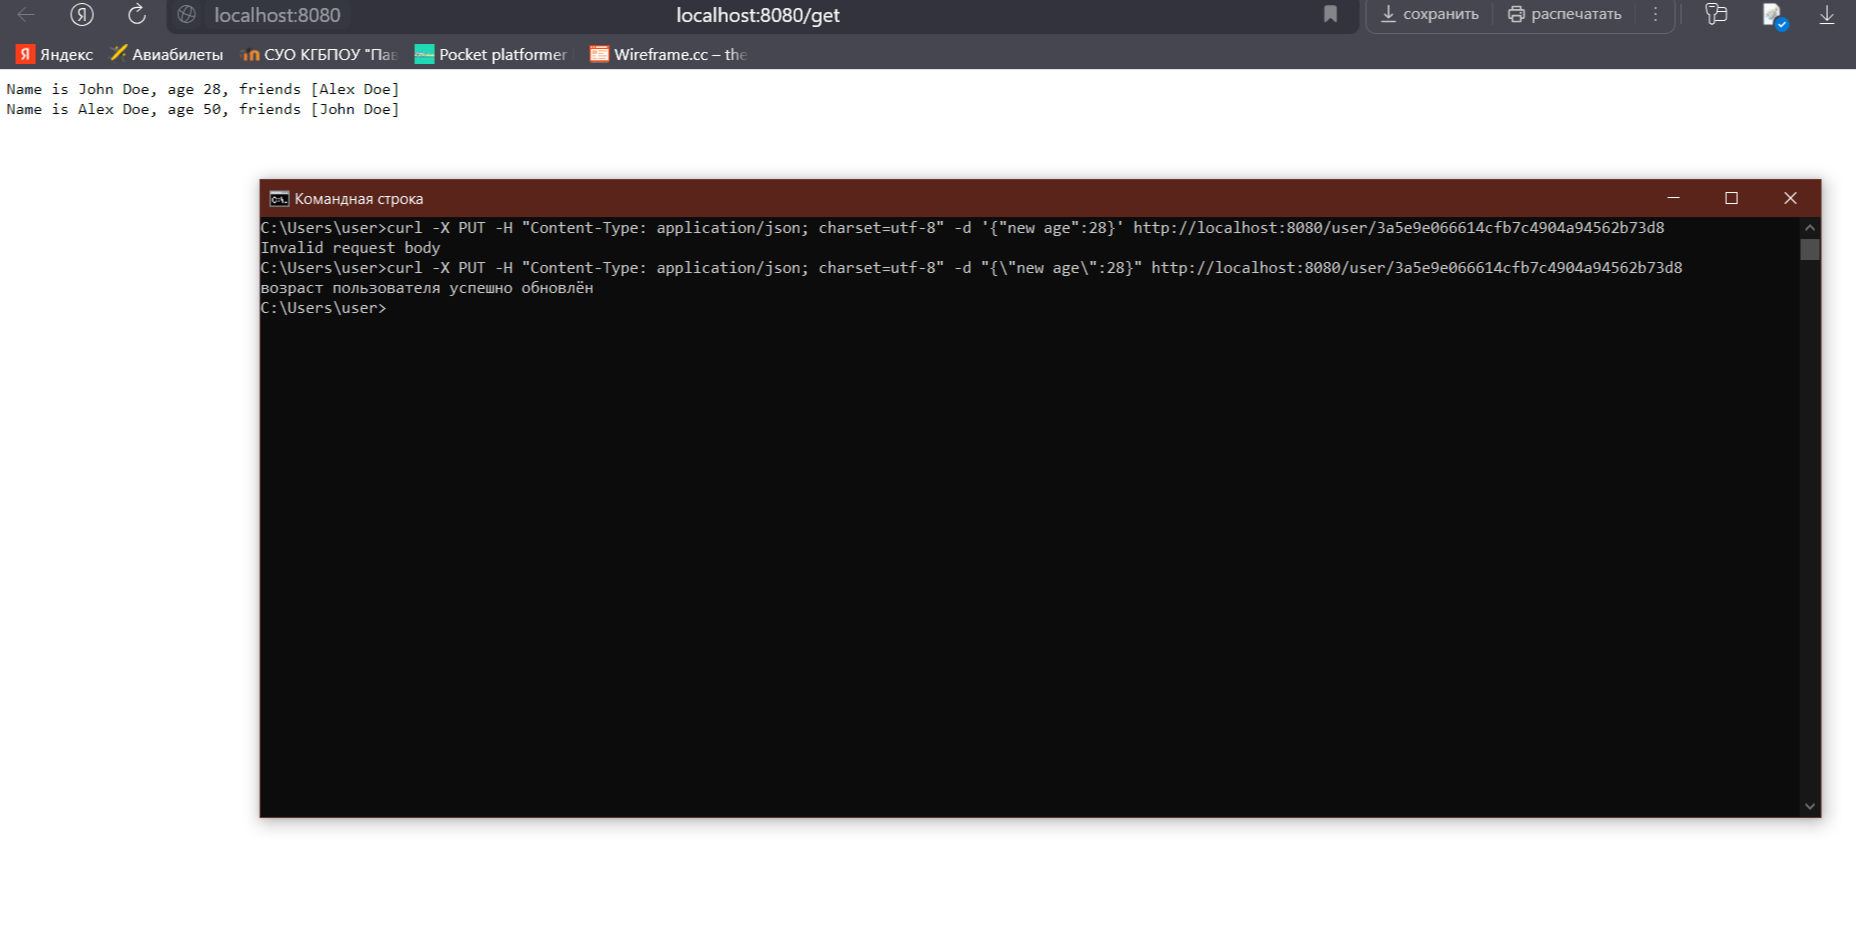 localhost:8080 localhost:8080/get сохранить распечатать
Яндекс Авиабилеты СУО КГБПОУ "Пав Pocket platformer Wireframe.cc – the
Name is John Doe, age 28, friends [Alex Doe]
Name is Alex Doe, age 50, friends [John Doe]
Командная строка
C:\Users\user>curl -X PUT -H "Content-Type: application/json; charset=utf-8" -d '{"new age":28}' http://localhost:8080/user/3a5e9e066614cfb7c4904a94562b73d8
Invalid request body
C:\Users\user>curl -X PUT -H "Content-Type: application/json; charset=utf-8" -d "{\"new age\":28}" http://localhost:8080/user/3a5e9e066614cfb7c4904a94562b73d8
возраст пользователя успешно обновлён
C:\Users\user>